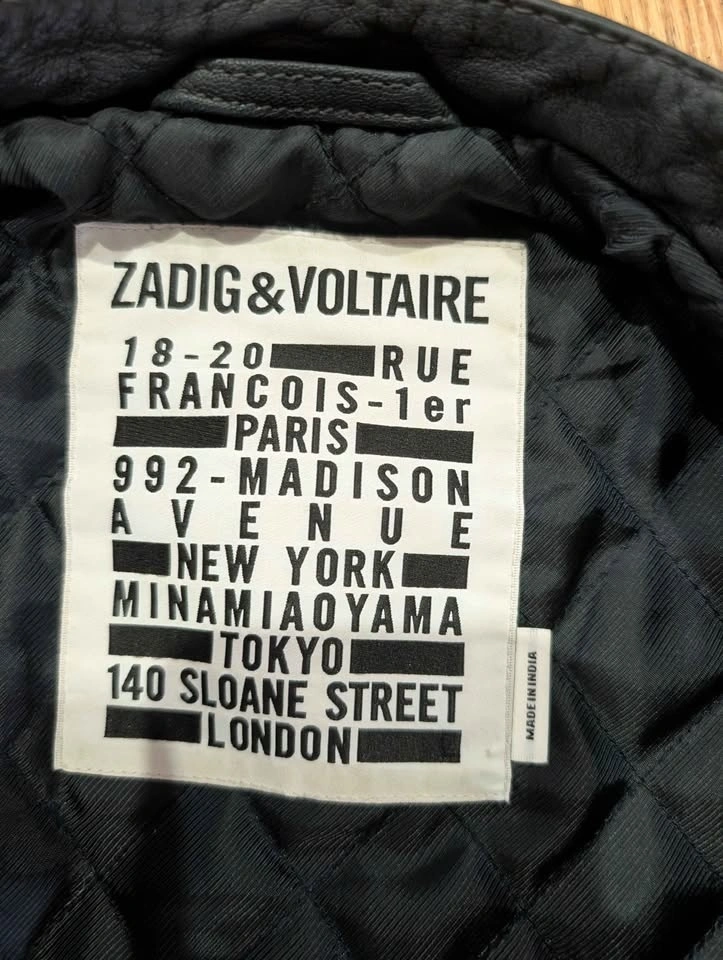 ZADIG&VOLTAIRE
18-20 RUE
FRANCOIS-1er
PARIS
992-MADISON
AVENUE
NEW YORK
MINAMIAOYAMA
TOKYO
140 SLOANE STREET
LONDON
MADE IN INDIA